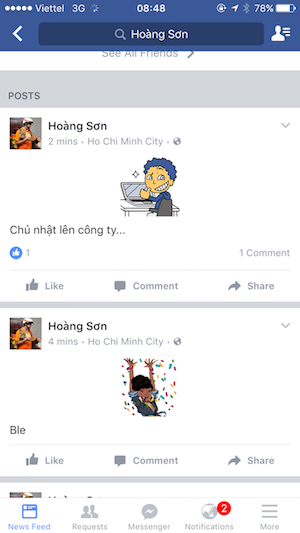 Viettel 3G 08:48 78%
Hoàng Sơn
See All Friends
POSTS
Hoàng Sơn
2 mins · Ho Chi Minh City ·
Chủ nhật lên công ty...
1 1 Comment
Like Comment Share
Hoàng Sơn
4 mins · Ho Chi Minh City ·
Ble
Like Comment Share
Hoàng Sơn
2
News Feed Requests Messenger Notifications More